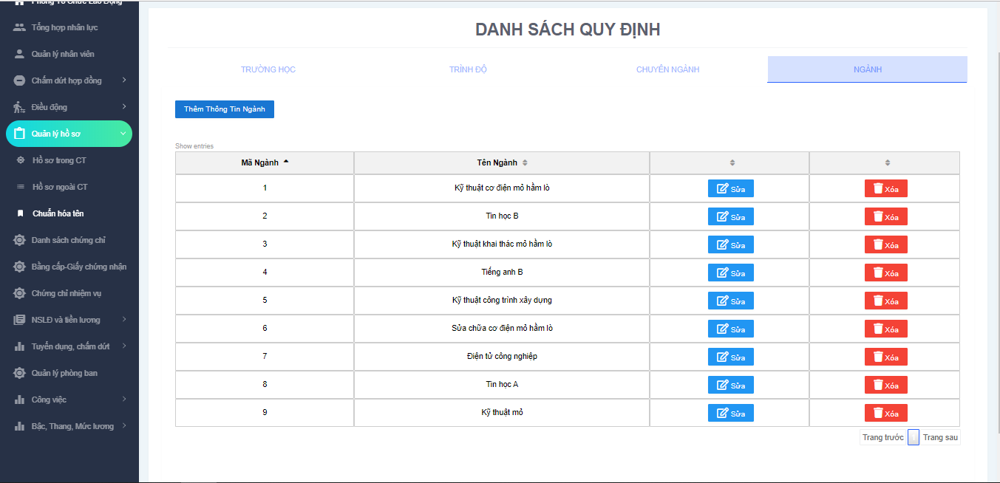 Phòng Tổ Chức Lao Động
Tổng hợp nhân lực
Quản lý nhân viên
Chấm dứt hợp đồng
Điều động
Quản lý hồ sơ
Hồ sơ trong CT
Hồ sơ ngoài CT
Chuẩn hóa tên
Danh sách chứng chỉ
Bằng cấp-Giấy chứng nhận
Chứng chỉ nhiệm vụ
NSLĐ và tiền lương
Tuyển dụng, chấm dứt
Quản lý phòng ban
Công việc
Bậc, Thang, Mức lương
DANH SÁCH QUY ĐỊNH
TRƯỜNG HỌC TRÌNH ĐỘ CHUYÊN NGÀNH NGÀNH
Thêm Thông Tin Ngành
Show entries
Mã Ngành Tên Ngành
1 Kỹ thuật cơ điện mỏ hầm lò Sửa Xóa
2 Tin học B Sửa Xóa
3 Kỹ thuật khai thác mỏ hầm lò Sửa Xóa
4 Tiếng anh B Sửa Xóa
5 Kỹ thuật công trình xây dựng Sửa Xóa
6 Sửa chữa cơ điện mỏ hầm lò Sửa Xóa
7 Điện tử công nghiệp Sửa Xóa
8 Tin học A Sửa Xóa
9 Kỹ thuật mỏ Sửa Xóa
Trang trước Trang sau